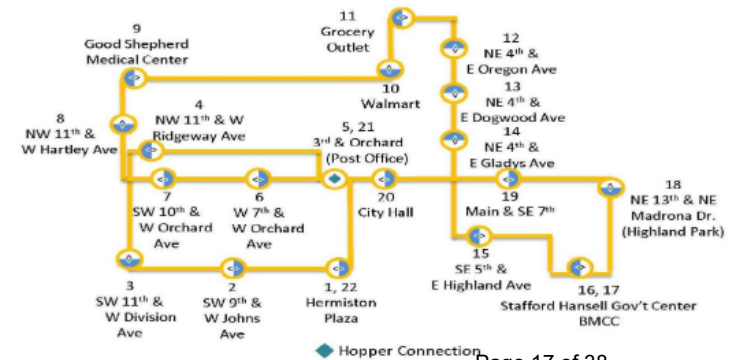 9
Good Shepherd
Medical Center
11
Grocery
Outlet
10
Walmart
12
NE 4th &
E Oregon Ave
13
NE 4th &
E Dogwood Ave
14
NE 4th &
E Gladys Ave
8
NW 11th &
W Hartley Ave
4
NW 11th & W
Ridgeway Ave
5, 21
3rd & Orchard
(Post Office)
7
SW 10th &
W Orchard
Ave
6
W 7th &
W Orchard
Ave
20
City Hall
19
Main & SE 7th
18
NE 13th & NE
Madrona Dr.
(Highland Park)
3
SW 11th &
W Division
Ave
2
SW 9th &
W Johns
Ave
1, 22
Hermiston
Plaza
15
SE 5th &
E Highland Ave
16, 17
Stafford Hansell Gov't Center
BMCC
Hopper Connection
Page 17 of 28